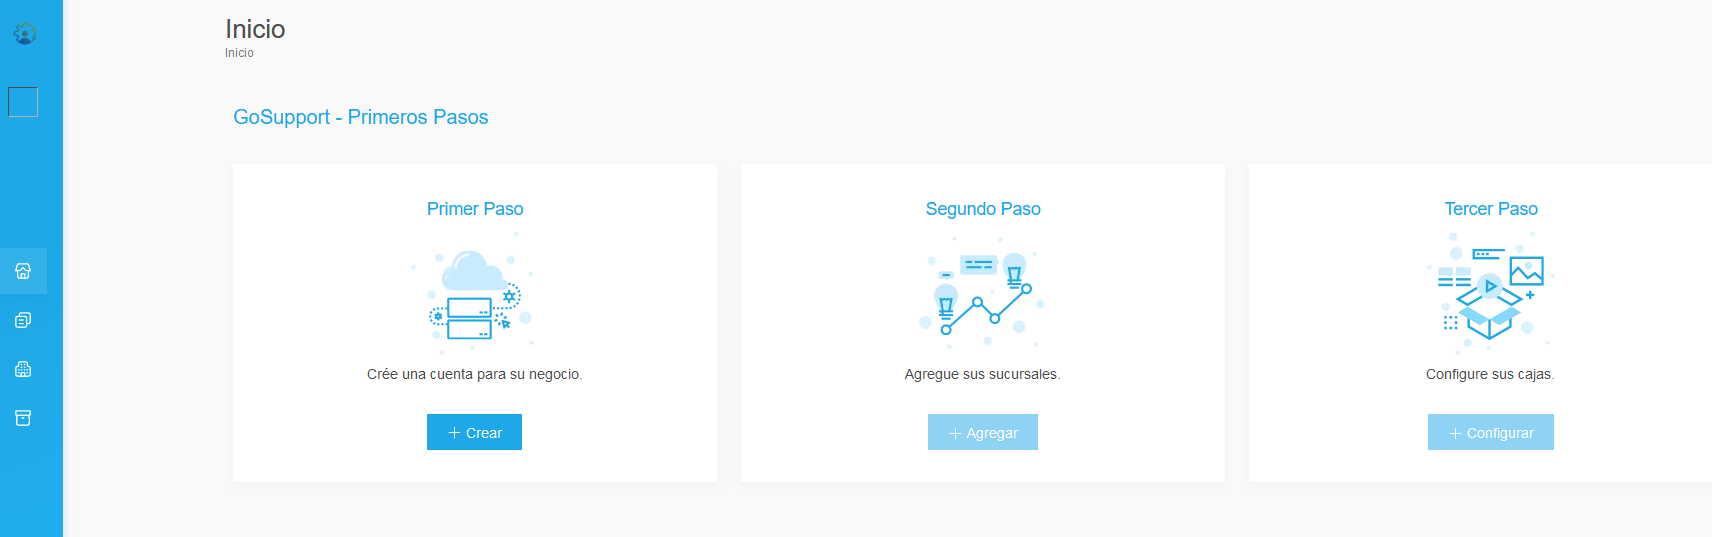 Inicio
Inicio
GoSupport - Primeros Pasos
Primer Paso
Crée una cuenta para su negocio.
+ Crear
Segundo Paso
Agregue sus sucursales.
+ Agregar
Tercer Paso
Configure sus cajas.
+ Configurar